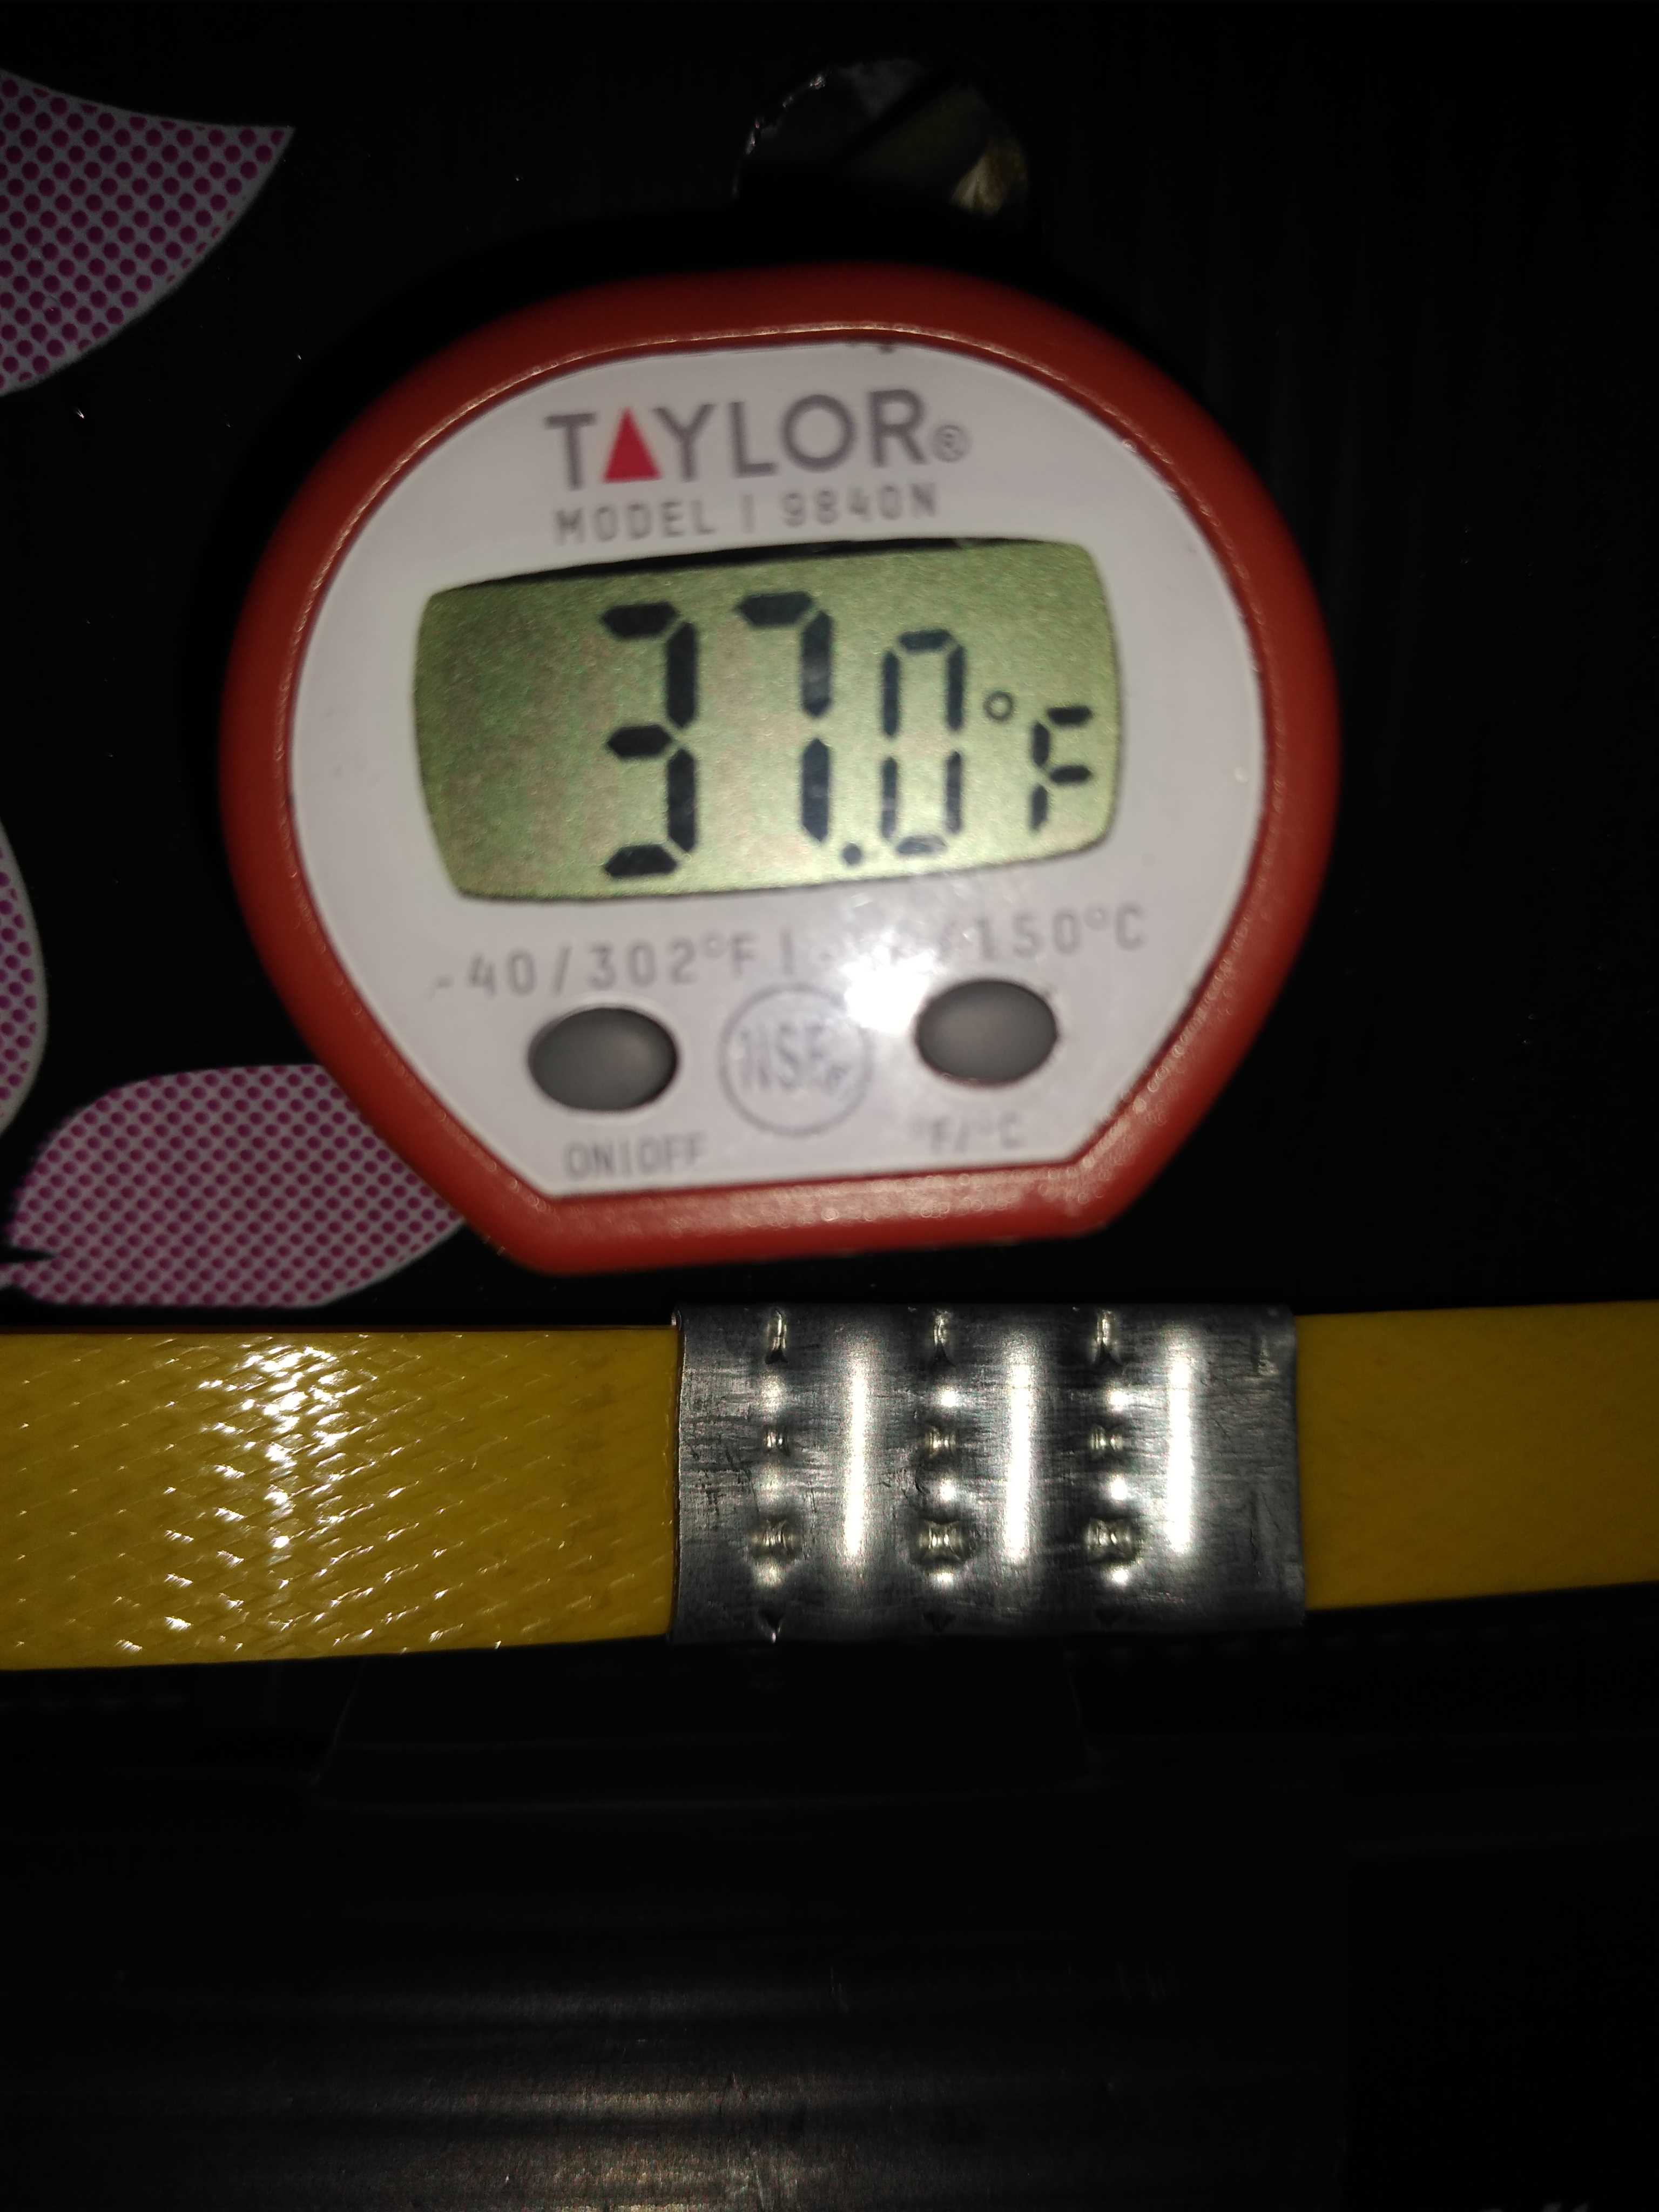 TAYLOR®
MODEL | 9840N
37.0°F
-40/302°F | /150°C
NSF
ON|OFF
°F/°C